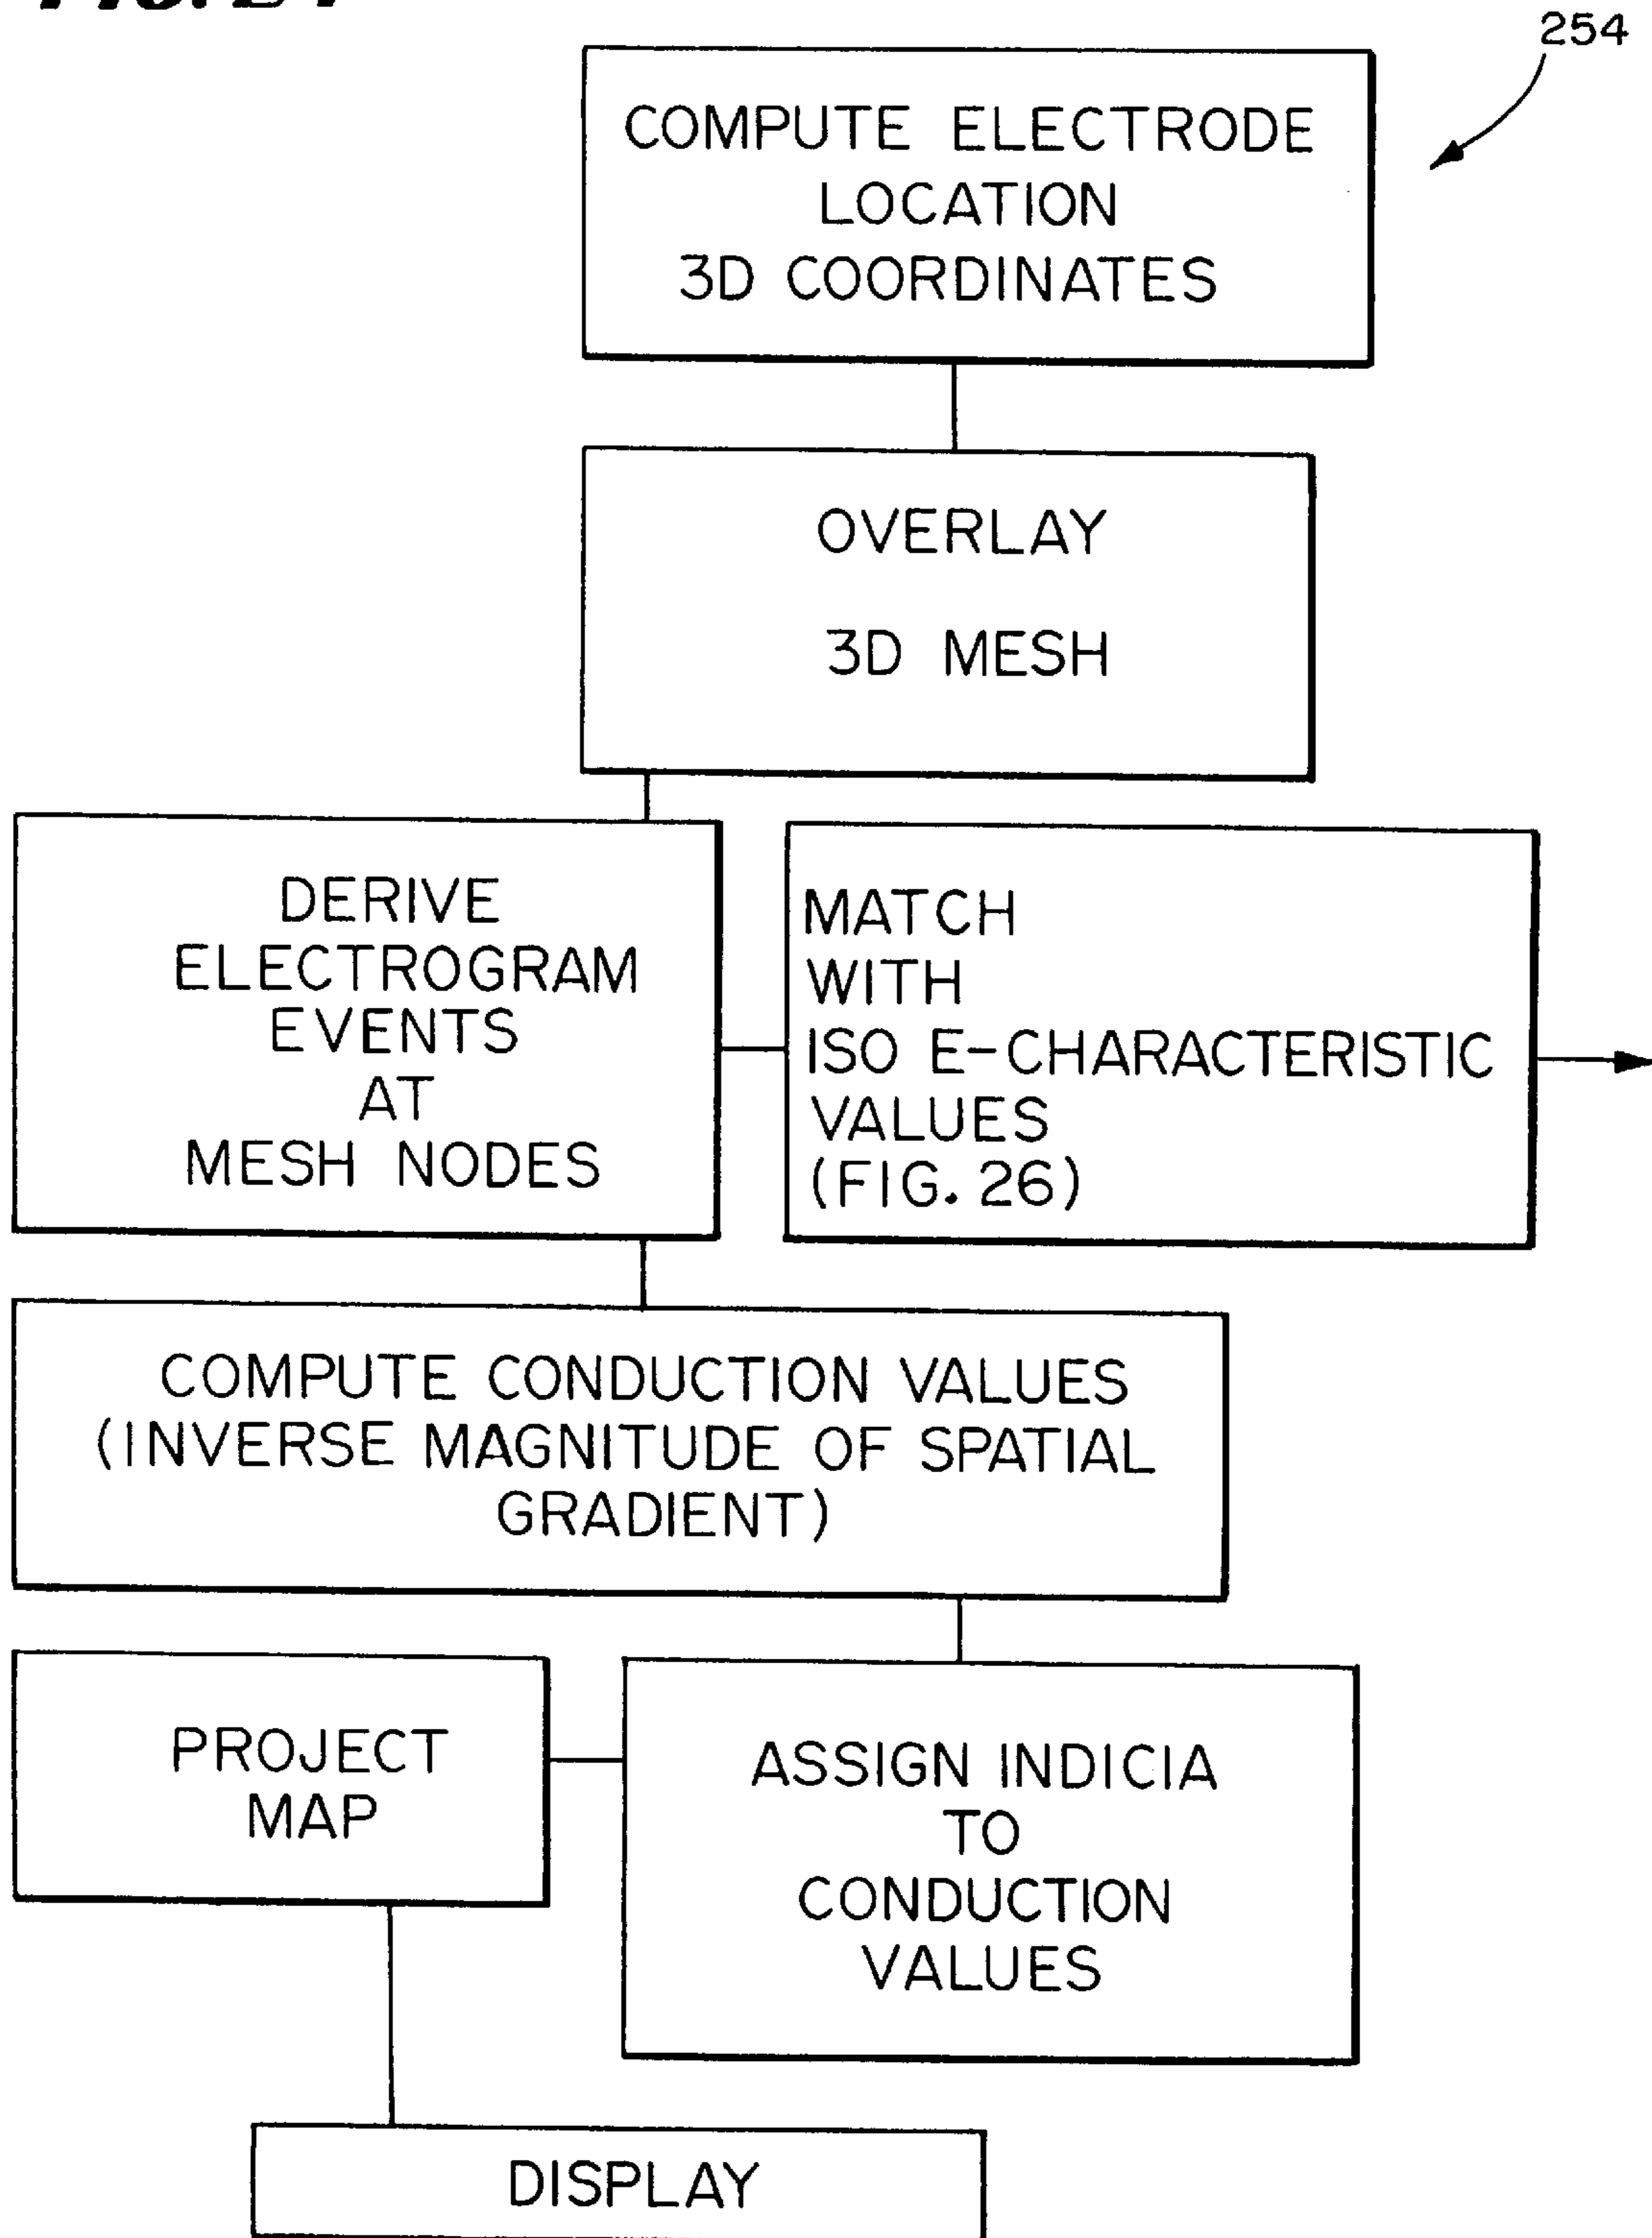 254
COMPUTE ELECTRODE
LOCATION
3D COORDINATES
OVERLAY
3D MESH
DERIVE
ELECTROGRAM
EVENTS
AT
MESH NODES
MATCH
WITH
ISO E-CHARACTERISTIC
VALUES
(FIG. 26)
COMPUTE CONDUCTION VALUES
(INVERSE MAGNITUDE OF SPATIAL
GRADIENT)
PROJECT
MAP
ASSIGN INDICIA
TO
CONDUCTION
VALUES
DISPLAY